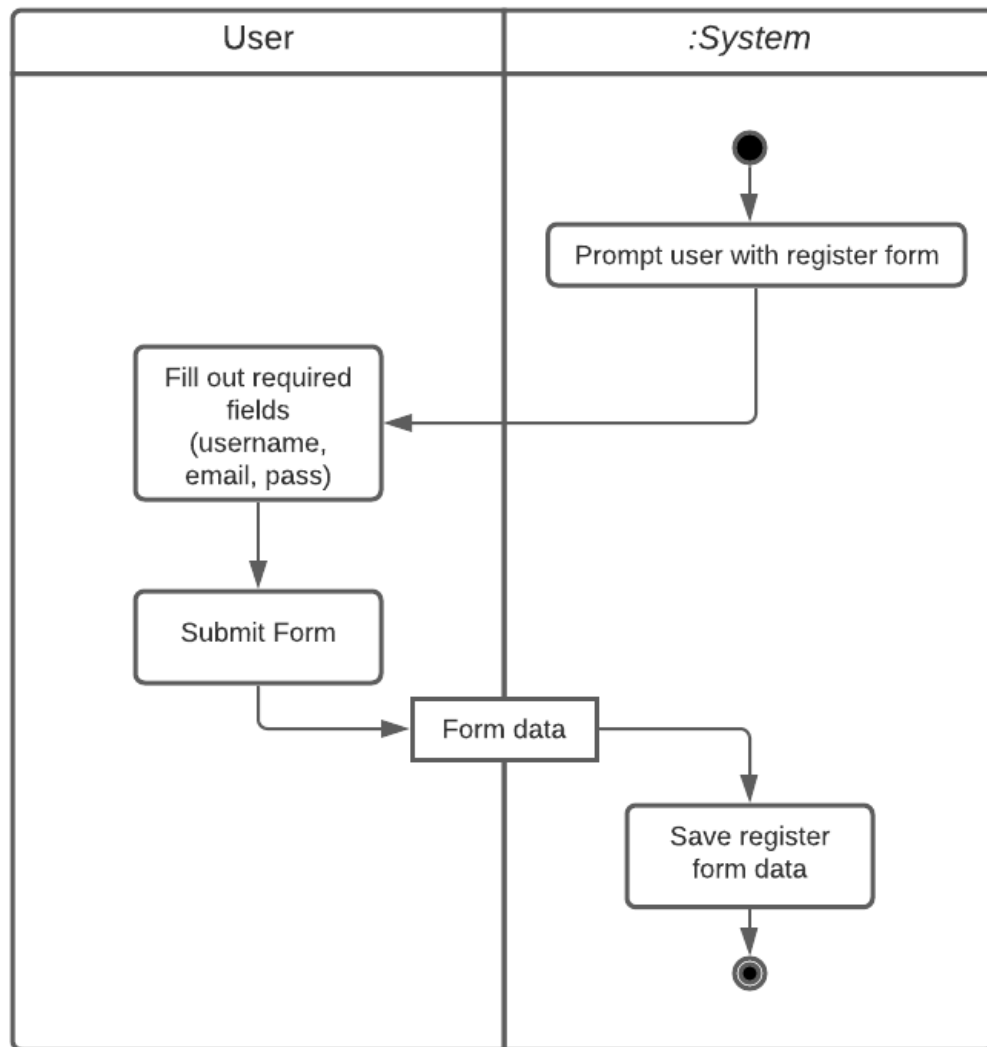 User
:System
Prompt user with register form
Fill out required
fields
(username,
email, pass)
Submit Form
Form data
Save register
form data